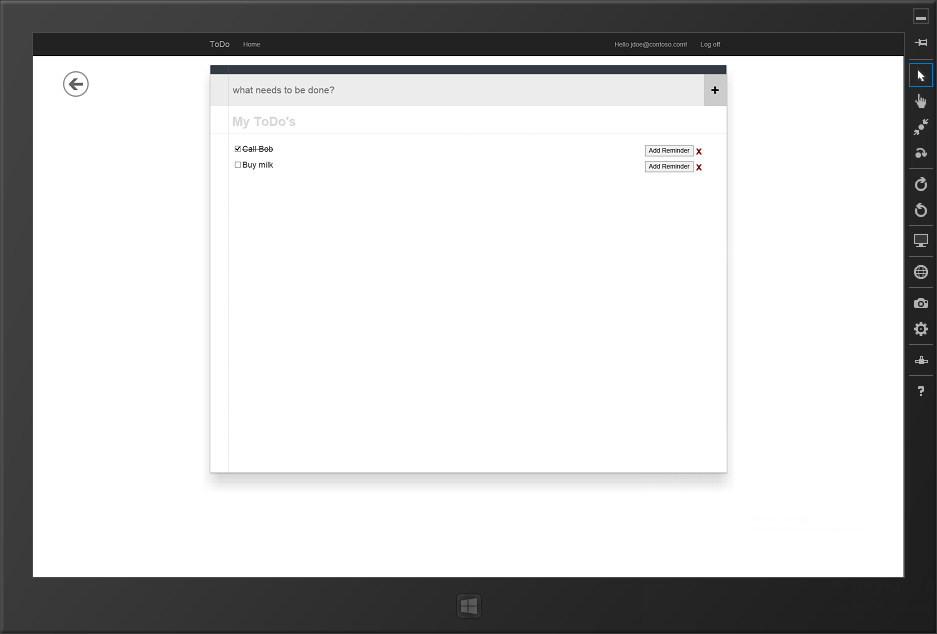 ToDo Home Hello jdoe@contoso.com! Log off
what needs to be done? +
My ToDo's
Call Bob Add Reminder X
Buy milk Add Reminder X
?